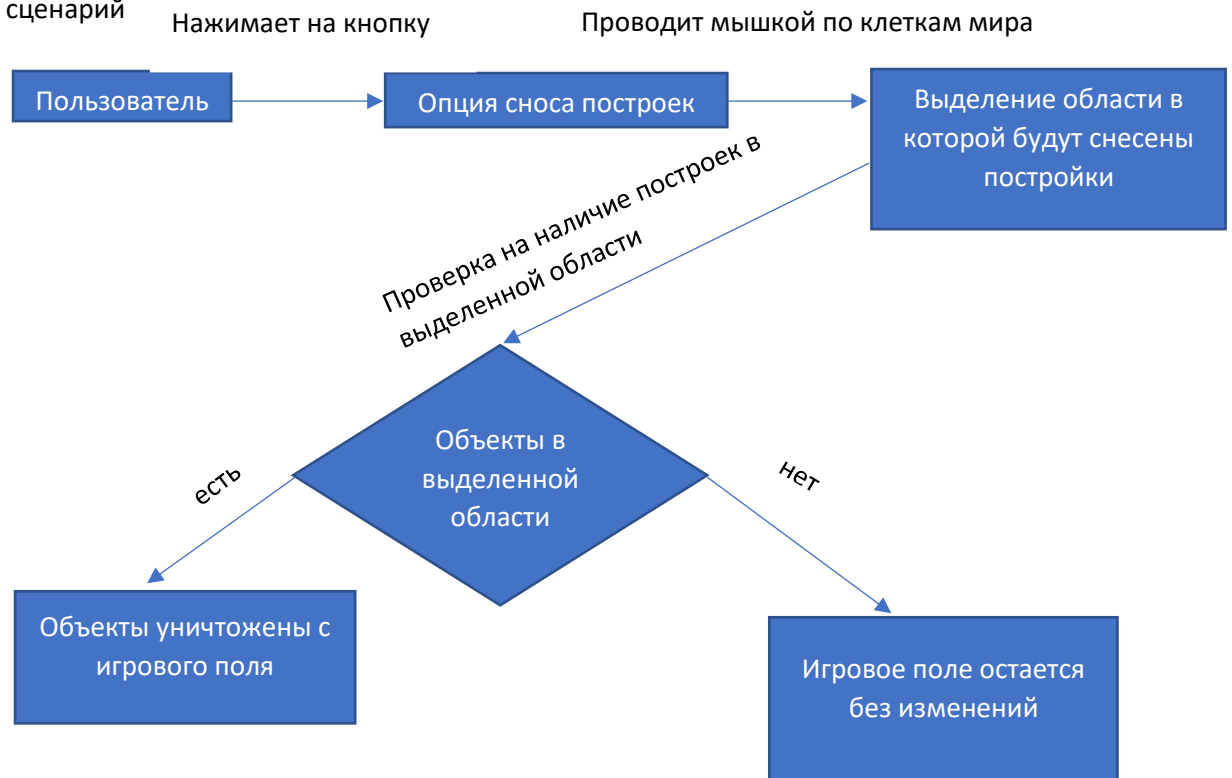 сценарий
Нажимает на кнопку
Проводит мышкой по клеткам мира
Пользователь
Опция сноса построек
Выделение области в
которой будут снесены
постройки
Проверка на наличие построек в
выделенной области
Объекты в
выделенной
области
есть
нет
Объекты уничтожены с
игрового поля
Игровое поле остается
без изменений